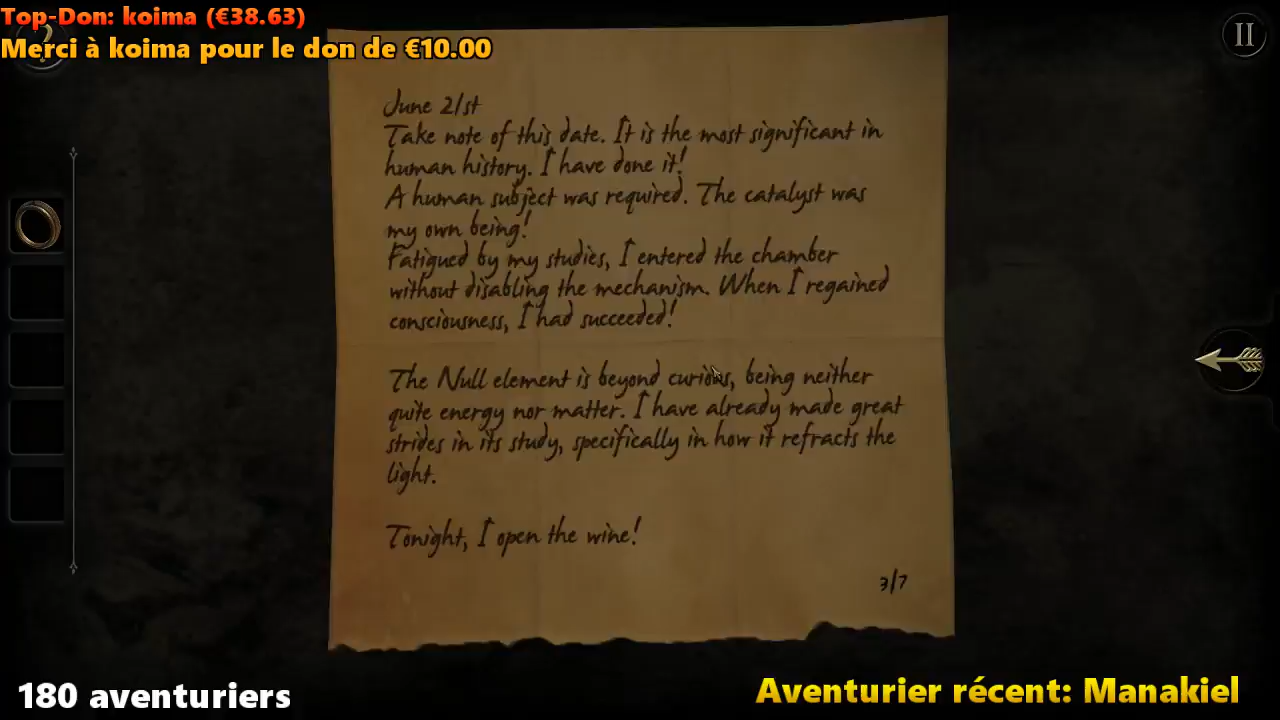 Top-Don: koima (€38.63)
Merci à koima pour le don de €10.00
June 21st
Take note of this date. It is the most significant in
human history. I have done it!
A human subject was required. The catalyst was
my own being!
Fatigued by my studies, I entered the chamber
without disabling the mechanism. When I regained
consciousness, I had succeeded!
The Null element is beyond curious, being neither
quite energy nor matter. I have already made great
strides in its study, specifically in how it refracts the
light.
Tonight, I open the wine!
3/7
180 aventuriers
Aventurier récent: Manakiel